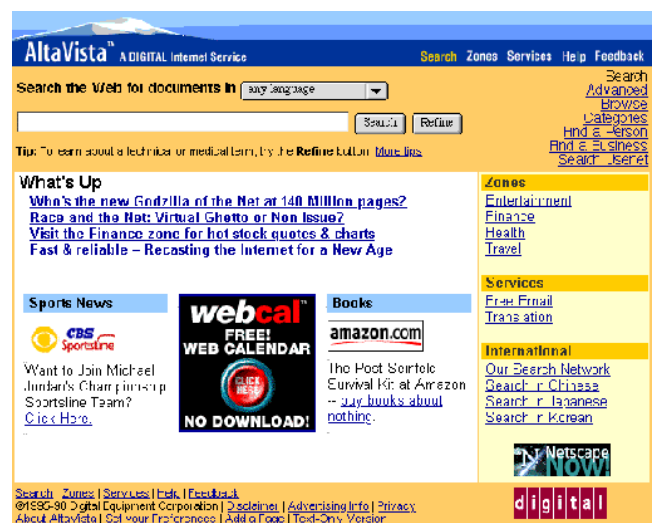 AltaVista™ A DIGITAL Internet Service
Search Zones Services Help Feedback
Search the Web for documents in any language
Search Refine
Tip: To learn about a technical or medical term, try the Refine button. More tips
Search
Advanced
Browse
Categories
Find a Person
Find a Business
Search Usenet
What's Up
Who's the new Godzilla of the Net at 140 Million pages?
Race and the Net: Virtual Ghetto or Non Issue?
Visit the Finance zone for hot stock quotes & charts
Fast & reliable – Recasting the Internet for a New Age
Sports News
CBS
Sportsline
Want to Join Michael
Jordan's Championship
Sportsline Team?
Click Here.
webcal™
FREE!
WEB CALENDAR
CLICK
HERE
NO DOWNLOAD!
Books
amazon.com
The Post Seinfeld
Survival Kit at Amazon
-- buy books about
nothing.
Zones
Entertainment
Finance
Health
Travel
Services
Free Email
Translation
International
Our Search Network
Search in Chinese
Search in Japanese
Search in Korean
N Netscape
Now!
Search Zones | Services | Help | Feedback
©1995-98 Digital Equipment Corporation | Disclaimer | Advertising Info | Privacy
About AltaVista | Set your Preferences | Add a Page | Text-Only Version
digital